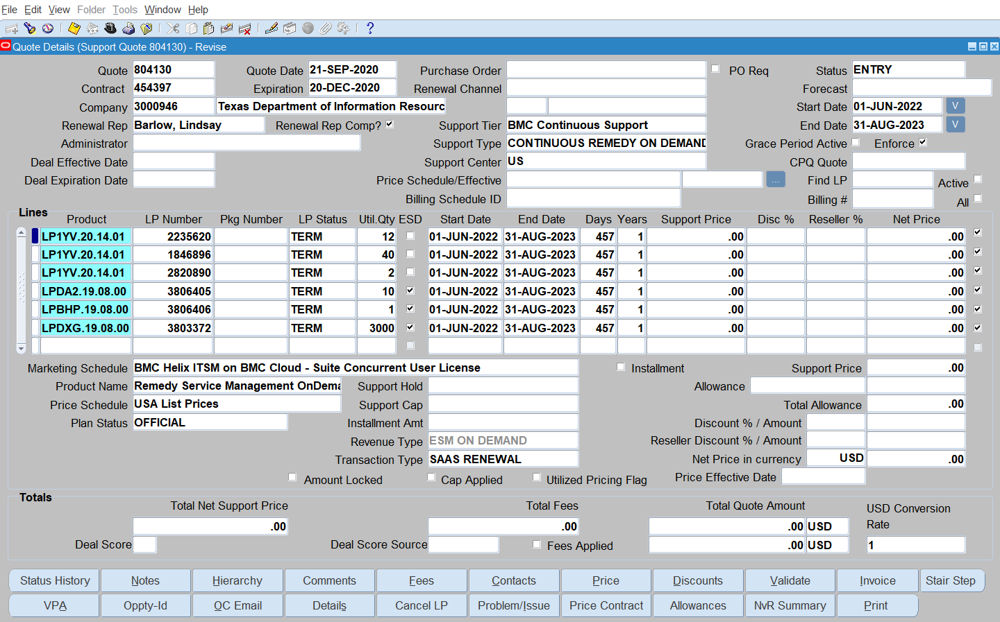 File Edit View Folder Tools Window Help
?
Quote Details (Support Quote 804130) - Revise
Quote 804130 Quote Date 21-SEP-2020 Purchase Order PO Req Status ENTRY
Contract 454397 Expiration 20-DEC-2020 Renewal Channel Forecast
Company 3000946 Texas Department of Information Resourc Start Date 01-JUN-2022 V
Renewal Rep Barlow, Lindsay Renewal Rep Comp? Support Tier BMC Continuous Support End Date 31-AUG-2023 V
Administrator Support Type CONTINUOUS REMEDY ON DEMAND Grace Period Active Enforce
Deal Effective Date Support Center US CPQ Quote
Deal Expiration Date Price Schedule/Effective ... Find LP Active
Billing Schedule ID Billing # All
Lines
Product LP Number Pkg Number LP Status Util.Qty ESD Start Date End Date Days Years Support Price Disc % Reseller % Net Price
LP1YV.20.14.01 2235620 TERM 12 01-JUN-2022 31-AUG-2023 457 1 .00 .00
LP1YV.20.14.01 1846896 TERM 40 01-JUN-2022 31-AUG-2023 457 1 .00 .00
LP1YV.20.14.01 2820890 TERM 2 01-JUN-2022 31-AUG-2023 457 1 .00 .00
LPDA2.19.08.00 3806405 TERM 10 01-JUN-2022 31-AUG-2023 457 1 .00 .00
LPBHP.19.08.00 3806406 TERM 1 01-JUN-2022 31-AUG-2023 457 1 .00 .00
LPDXG.19.08.00 3803372 TERM 3000 01-JUN-2022 31-AUG-2023 457 1 .00 .00
Marketing Schedule BMC Helix ITSM on BMC Cloud - Suite Concurrent User License Installment Support Price .00
Product Name Remedy Service Management OnDema Support Hold Allowance
Price Schedule USA List Prices Support Cap Total Allowance .00
Plan Status OFFICIAL Installment Amt Discount % / Amount
Revenue Type ESM ON DEMAND Reseller Discount % / Amount
Transaction Type SAAS RENEWAL Net Price in currency USD .00
Amount Locked Cap Applied Utilized Pricing Flag Price Effective Date
Totals
Total Net Support Price Total Fees Total Quote Amount USD Conversion Rate
.00 .00 .00 USD
Deal Score Deal Score Source Fees Applied .00 USD 1
Status History Notes Hierarchy Comments Fees Contacts Price Discounts Validate Invoice Stair Step
VPA Oppty-Id QC Email Details Cancel LP Problem/Issue Price Contract Allowances NvR Summary Print